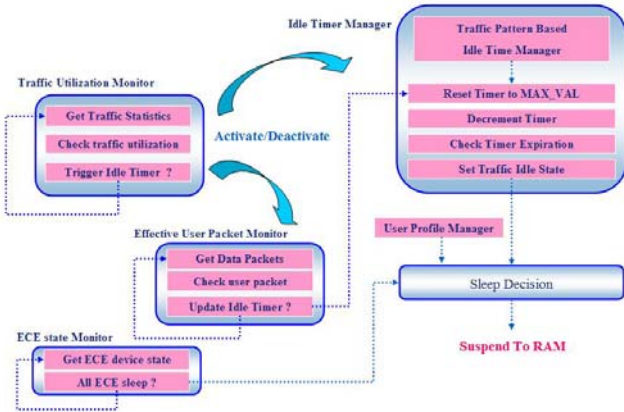 Idle Timer Manager
Traffic Pattern Based
Idle Time Manager
Reset Timer to MAX_VAL
Decrement Timer
Check Timer Expiration
Set Traffic Idle State
Traffic Utilization Monitor
Get Traffic Statistics
Check traffic utilization
Trigger Idle Timer ?
Activate/Deactivate
Effective User Packet Monitor
Get Data Packets
Check user packet
Update Idle Timer ?
User Profile Manager
Sleep Decision
Suspend To RAM
ECE state Monitor
Get ECE device state
All ECE sleep ?